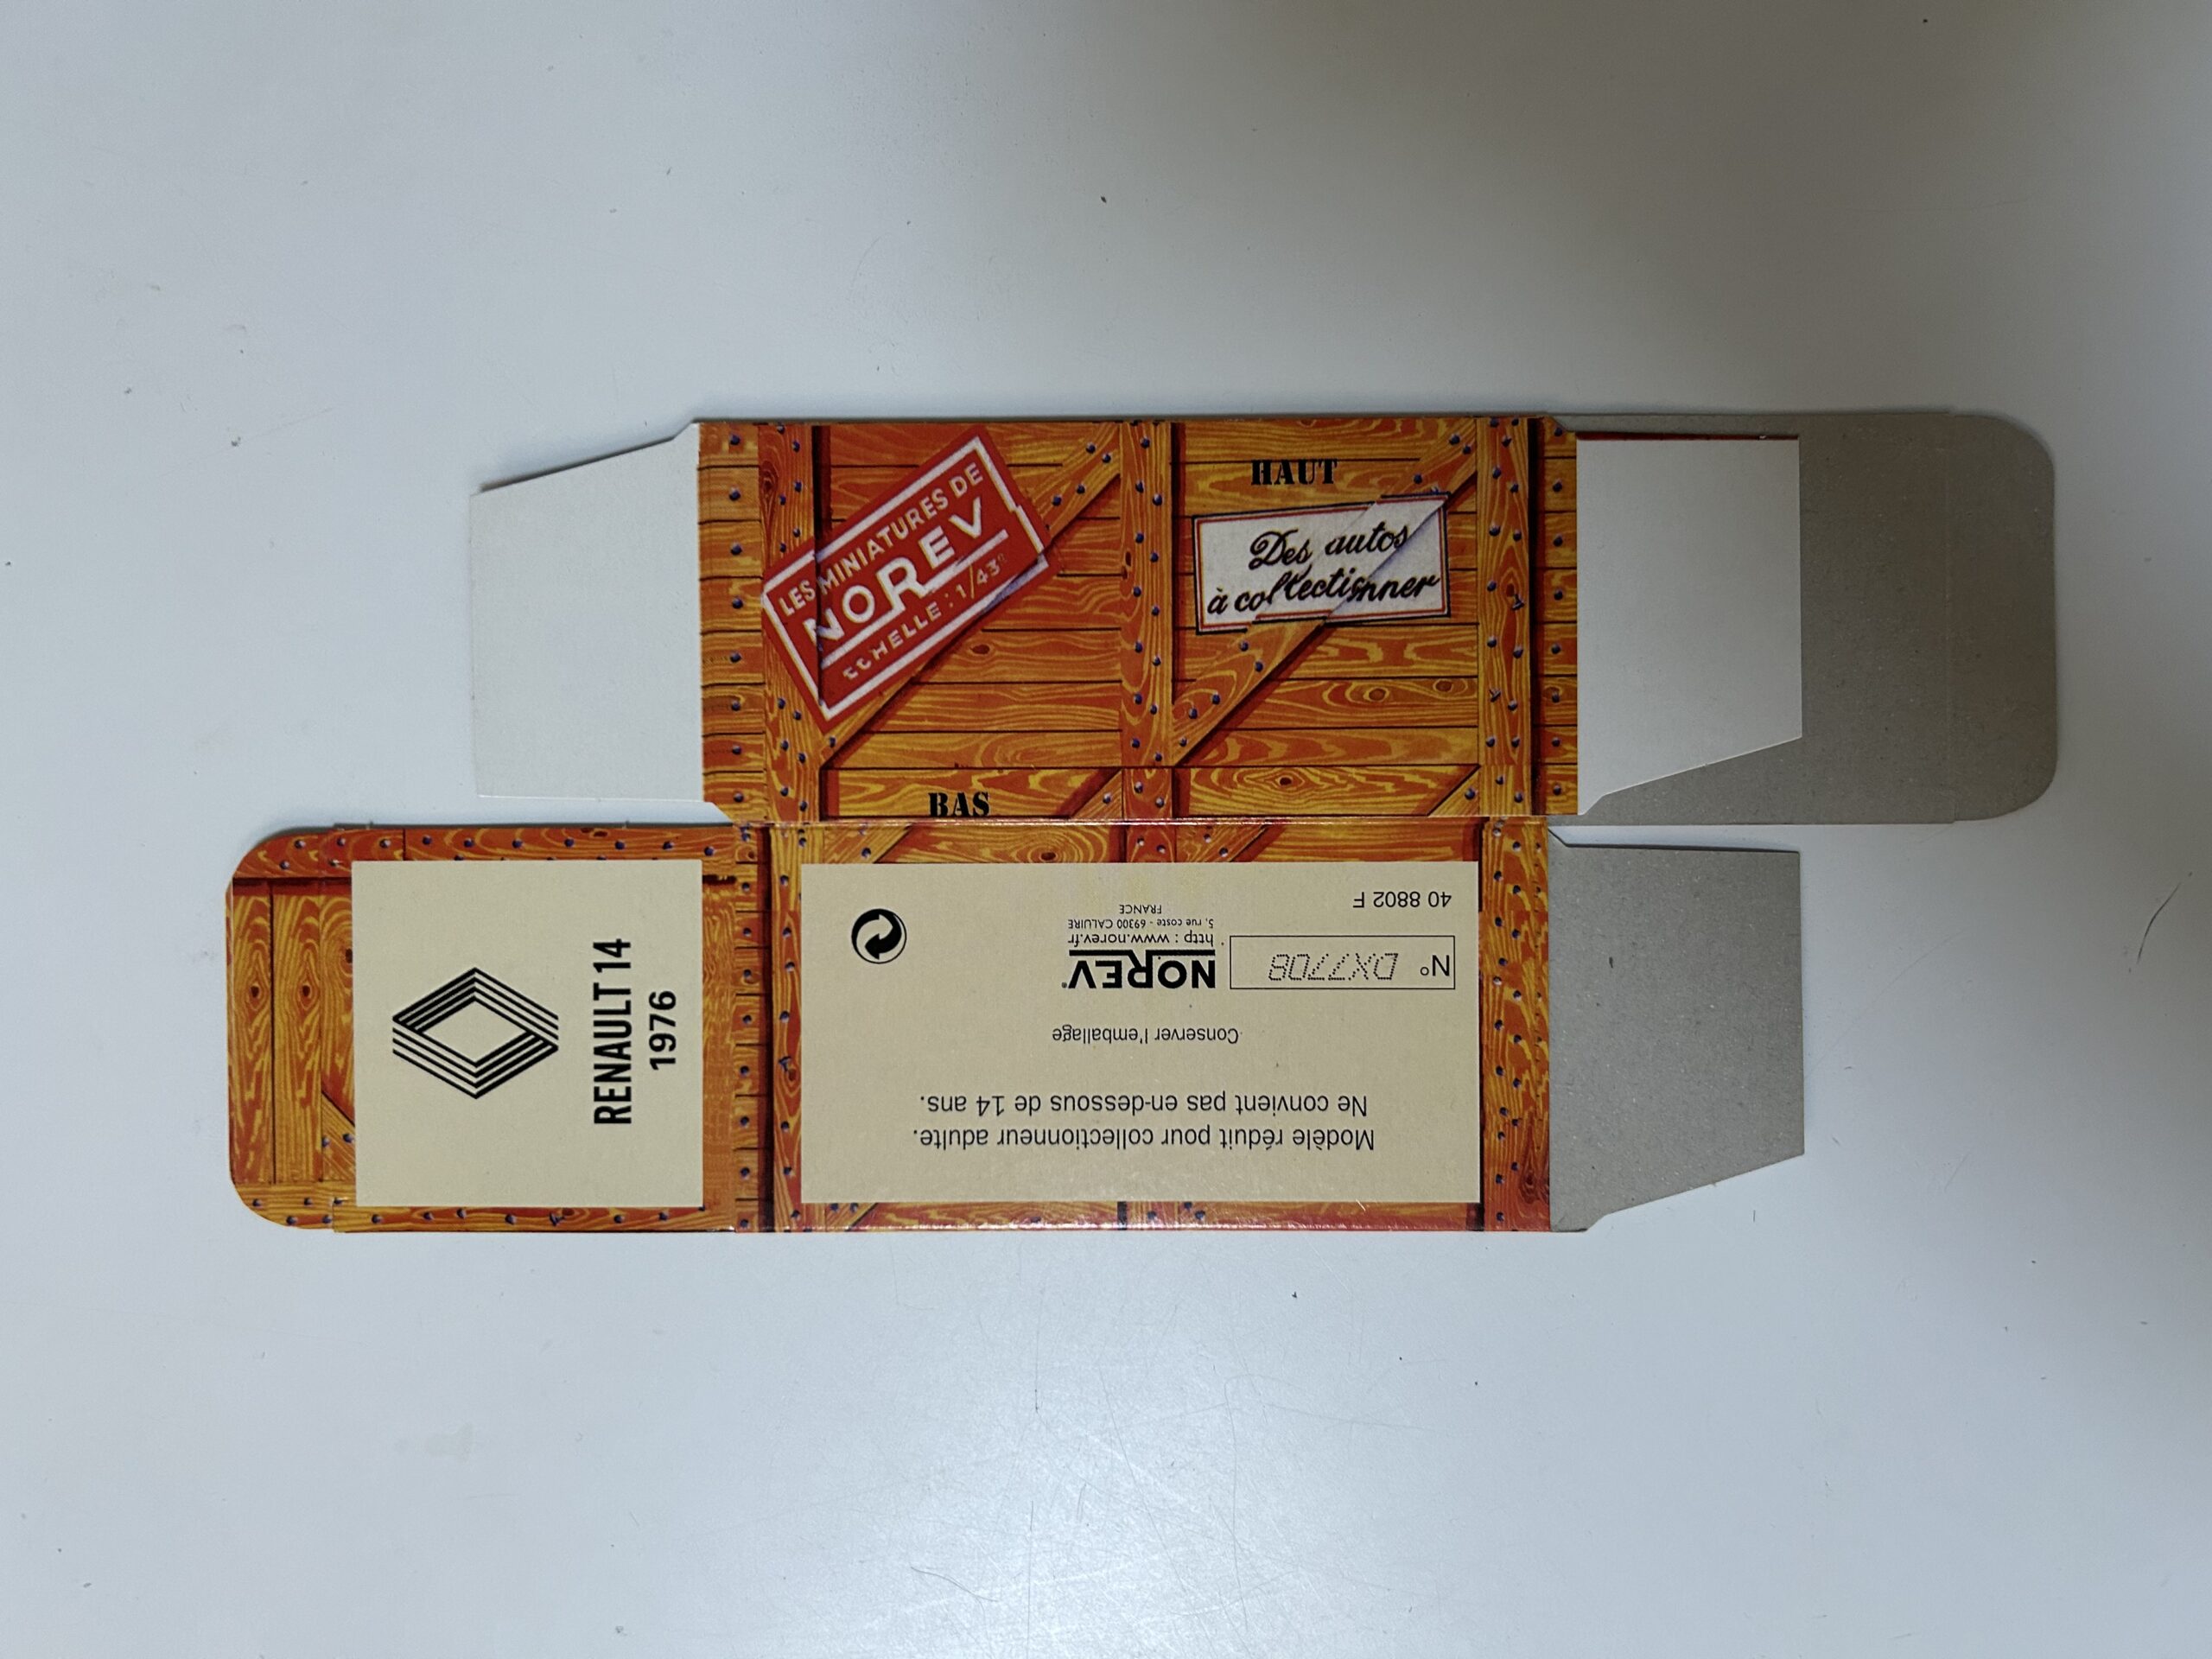 LES MINIATURES DE
NOREV
ECHELLE : 1/43e
HAUT
Des autos
à collectionner
BAS
RENAULT 14
1976
Modèle réduit pour collectionneur adulte.
Ne convient pas en-dessous de 14 ans.
Conserver l'emballage
N° DX7708
NOREV®
http : www.norev.fr
5, rue coste - 69300 CALUIRE
FRANCE
40 8802 F